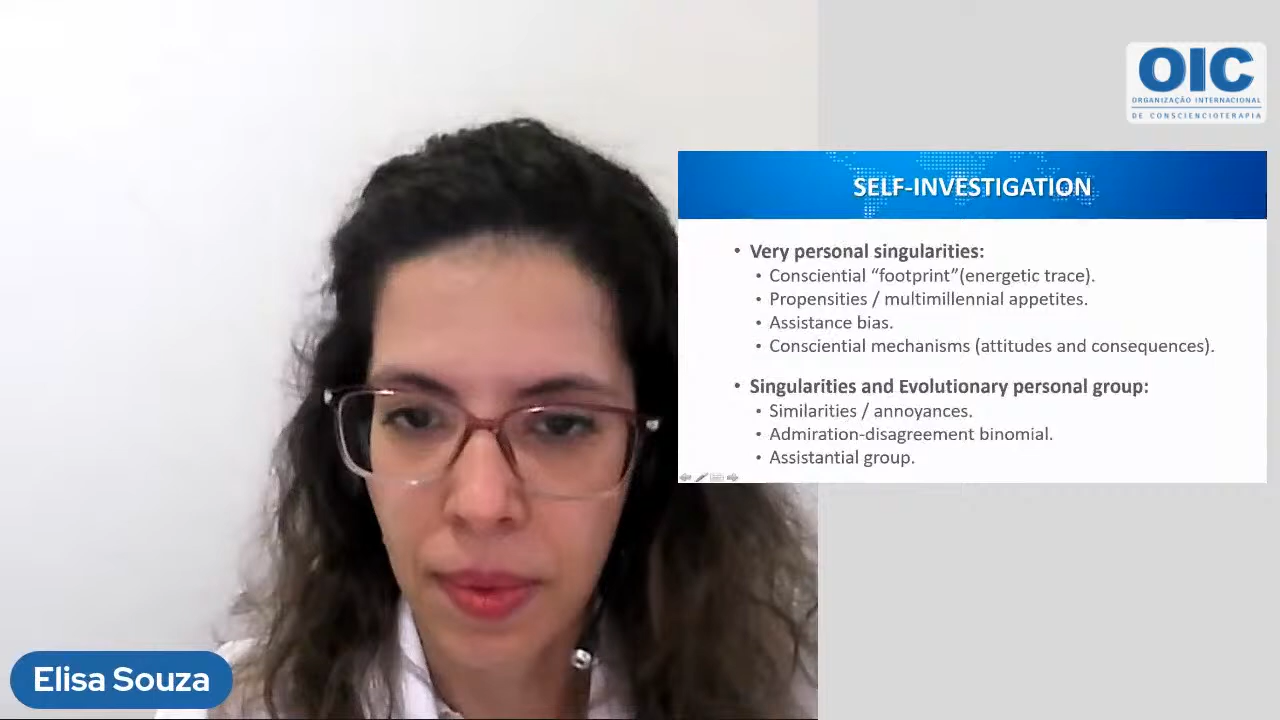 OIC
ORGANIZAÇÃO INTERNACIONAL
DE CONSCIENCIOTERAPIA
SELF-INVESTIGATION
• Very personal singularities:
• Consciential “footprint”(energetic trace).
• Propensities / multimillennial appetites.
• Assistance bias.
• Consciential mechanisms (attitudes and consequences).
• Singularities and Evolutionary personal group:
• Similarities / annoyances.
• Admiration-disagreement binomial.
• Assistantial group.
Elisa Souza